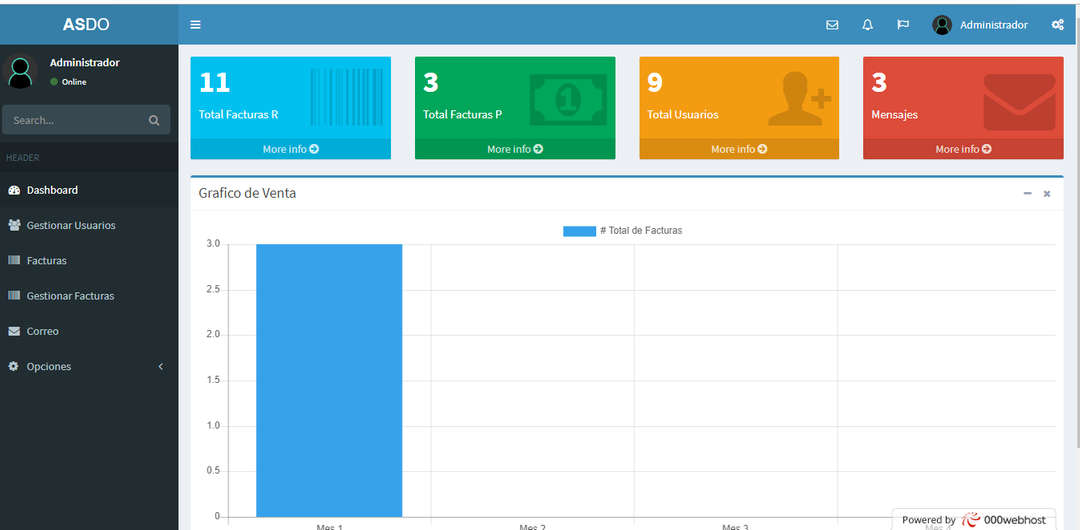 ASDO
Administrador
Administrador
Online
Search...
HEADER
Dashboard
Gestionar Usuarios
Facturas
Gestionar Facturas
Correo
Opciones
11
Total Facturas R
More info
3
Total Facturas P
1
More info
9
Total Usuarios
More info
3
Mensajes
More info
Grafico de Venta
# Total de Facturas
3.0
2.5
2.0
1.5
1.0
0.5
0
Mes 1
Mes 2
Mes 3
Mes 4
Powered by 000webhost